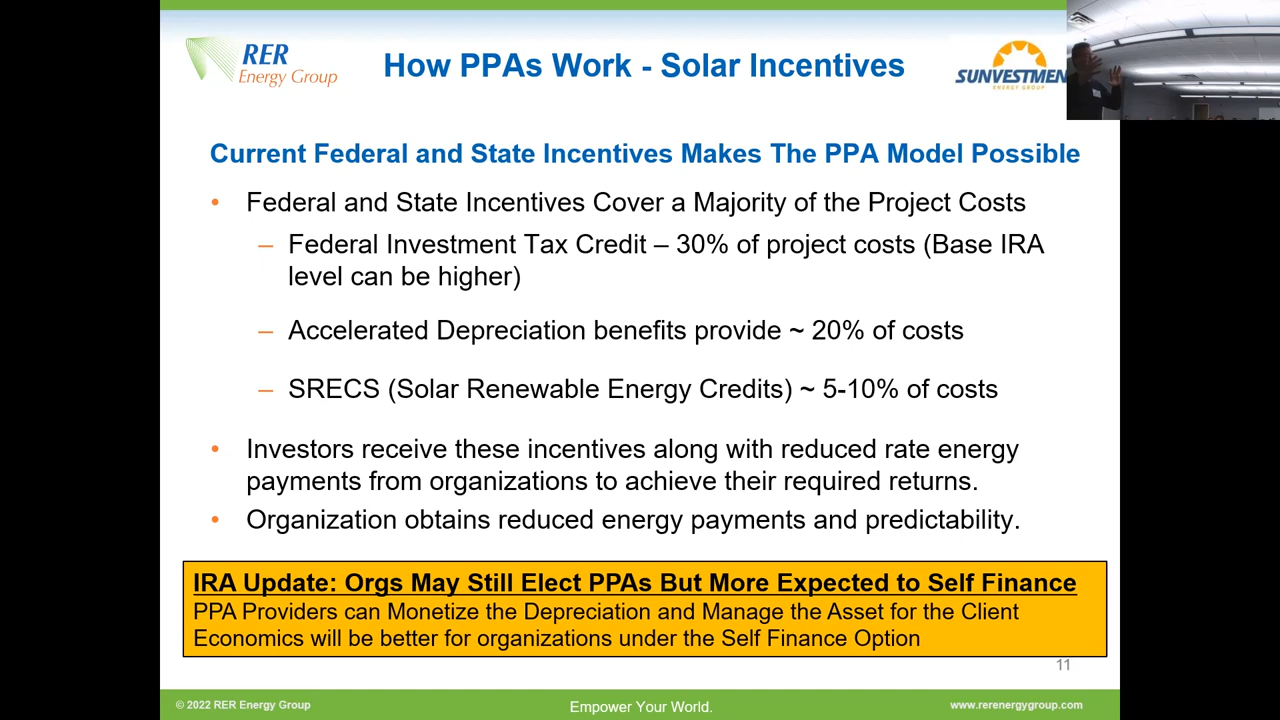 RER
Energy Group
How PPAs Work - Solar Incentives
SUNVESTMEN
ENERGY GROUP
Current Federal and State Incentives Makes The PPA Model Possible
• Federal and State Incentives Cover a Majority of the Project Costs
– Federal Investment Tax Credit – 30% of project costs (Base IRA
level can be higher)
– Accelerated Depreciation benefits provide ~ 20% of costs
– SRECS (Solar Renewable Energy Credits) ~ 5-10% of costs
• Investors receive these incentives along with reduced rate energy
payments from organizations to achieve their required returns.
• Organization obtains reduced energy payments and predictability.
IRA Update: Orgs May Still Elect PPAs But More Expected to Self Finance
PPA Providers can Monetize the Depreciation and Manage the Asset for the Client
Economics will be better for organizations under the Self Finance Option
11
© 2022 RER Energy Group
Empower Your World.
www.rerenergygroup.com